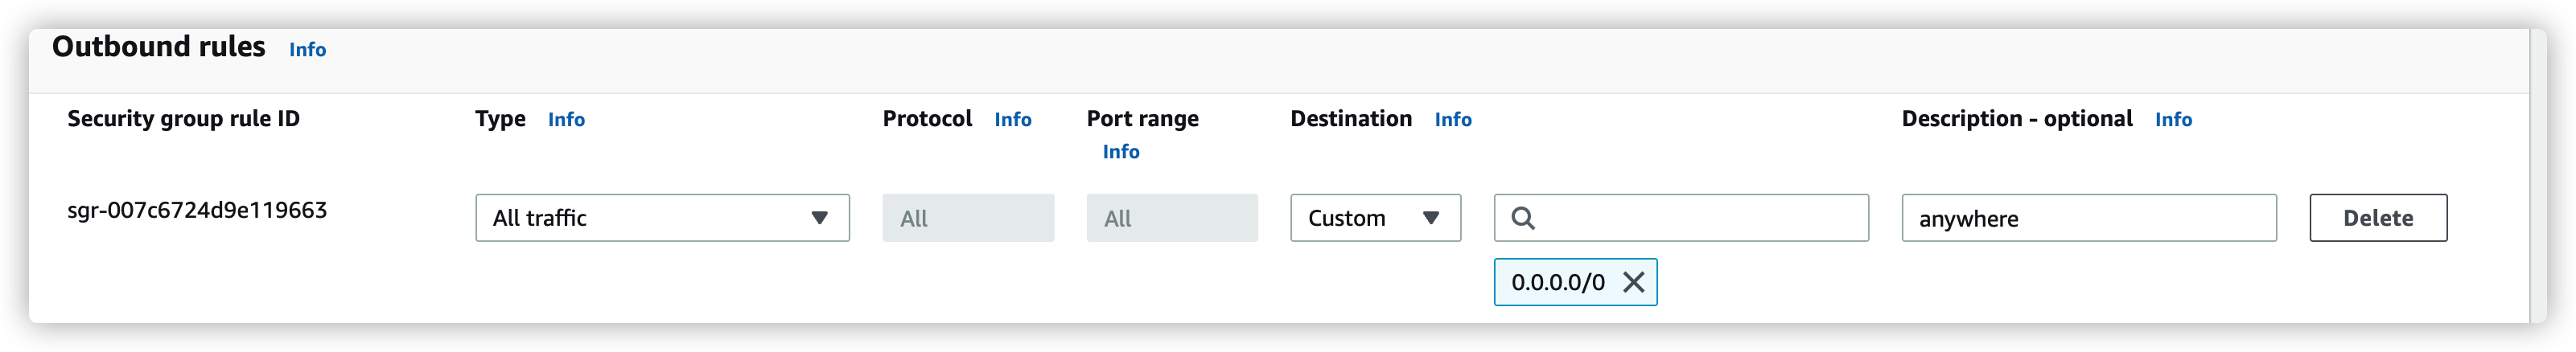 Outbound rules Info
Security group rule ID Type Info Protocol Info Port range Info Destination Info Description - optional Info
sgr-007c6724d9e119663 All traffic All All Custom anywhere Delete
0.0.0.0/0